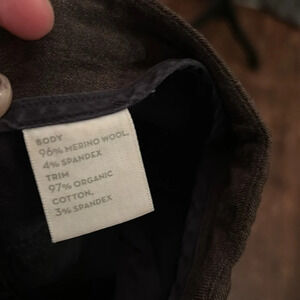 BODY
96% MERINO WOOL,
4% SPANDEX
TRIM
97% ORGANIC
COTTON,
3% SPANDEX